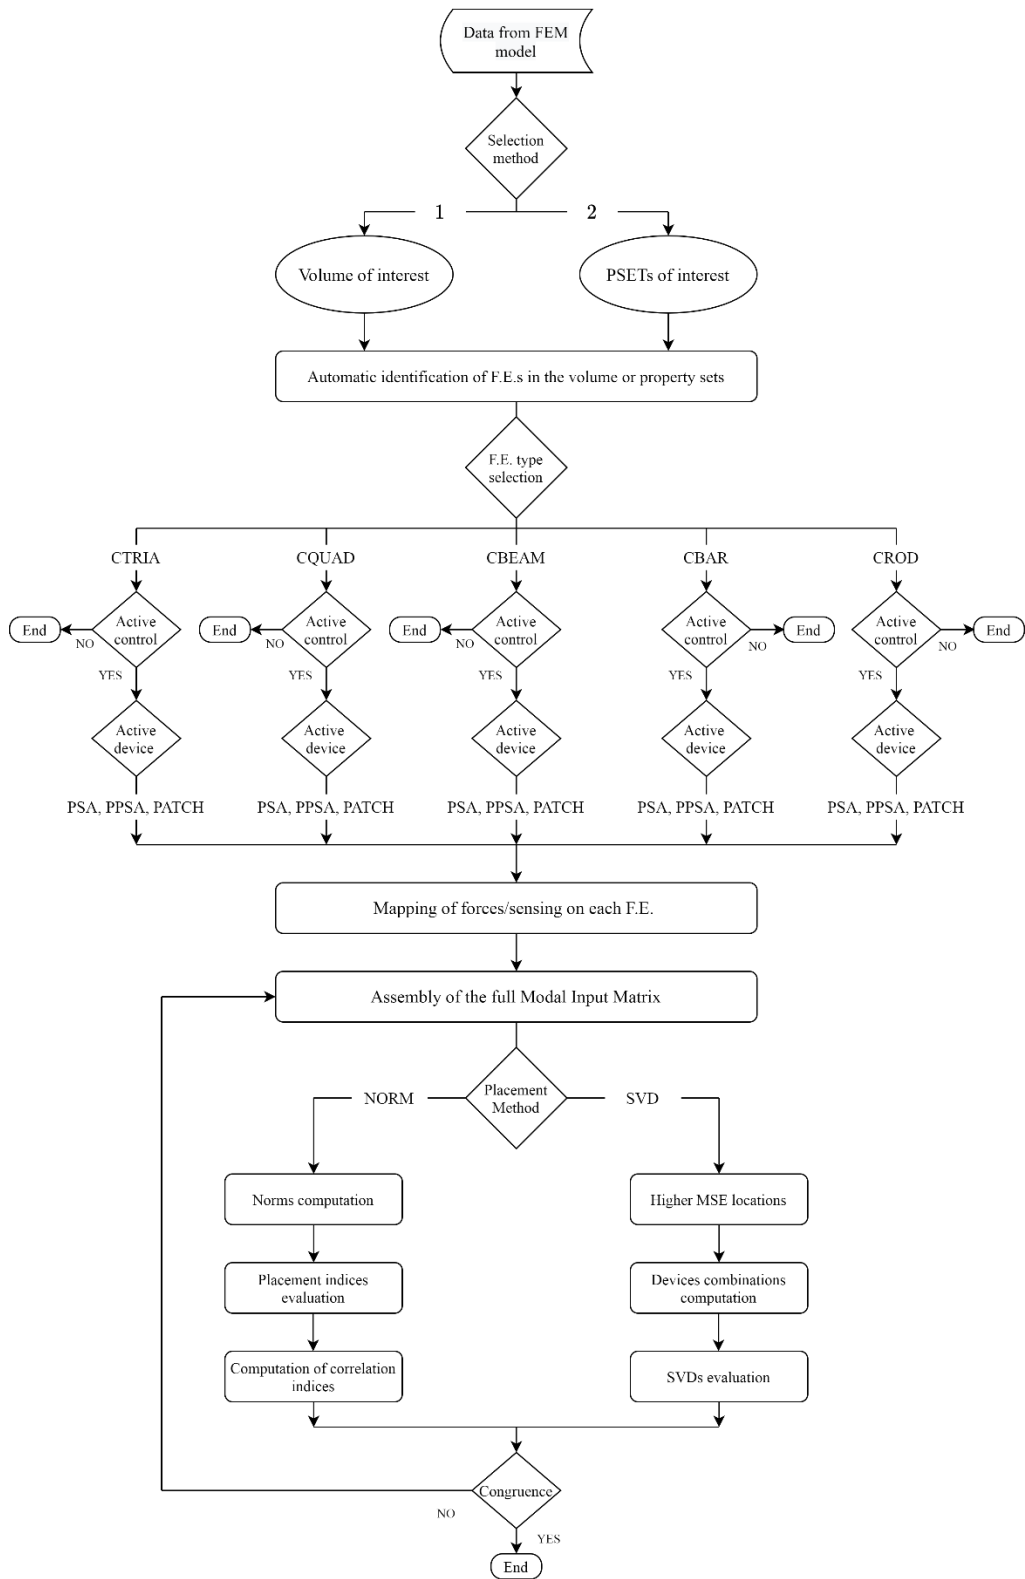 Data from FEM
model
Selection
method
1
2
Volume of interest
PSETs of interest
Automatic identification of F.E.s in the volume or property sets
F.E. type
selection
CTRIA
CQUAD
CBEAM
CBAR
CROD
End
NO
Active
control
End
NO
Active
control
End
NO
Active
control
Active
control
NO
End
Active
control
NO
End
YES
YES
YES
YES
YES
Active
device
Active
device
Active
device
Active
device
Active
device
PSA, PPSA, PATCH
PSA, PPSA, PATCH
PSA, PPSA, PATCH
PSA, PPSA, PATCH
PSA, PPSA, PATCH
Mapping of forces/sensing on each F.E.
Assembly of the full Modal Input Matrix
Placement
Method
NORM
SVD
Norms computation
Higher MSE locations
Placement indices
evaluation
Devices combinations
computation
Computation of correlation
indices
SVDs evaluation
Congruence
NO
YES
End